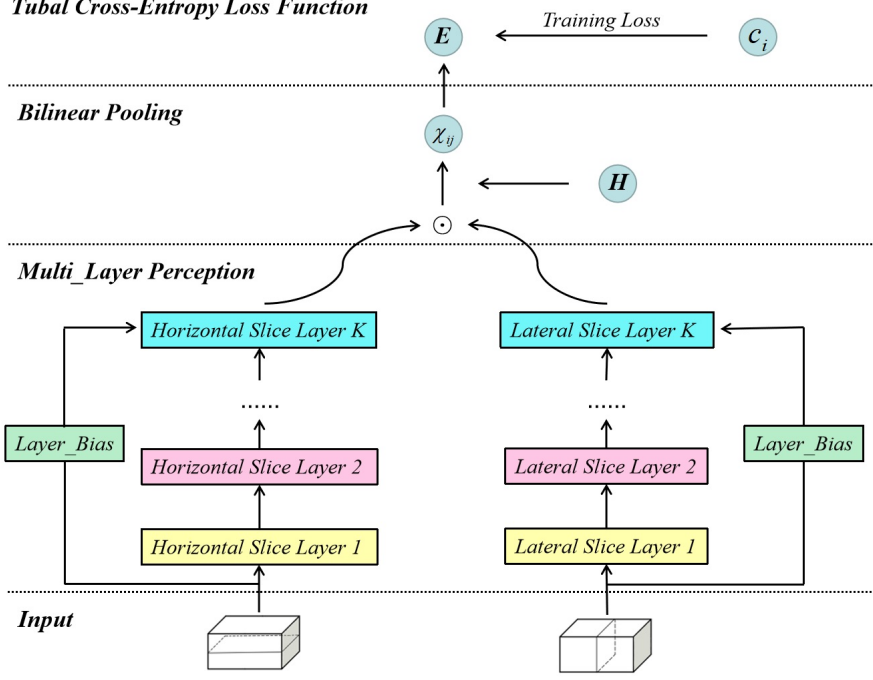 Tubal Cross-Entropy Loss Function
E
Training Loss
c_i
Bilinear Pooling
χ_ij
H
⊙
Multi_Layer Perception
Horizontal Slice Layer K
Lateral Slice Layer K
......
......
Layer_Bias
Layer_Bias
Horizontal Slice Layer 2
Lateral Slice Layer 2
Horizontal Slice Layer 1
Lateral Slice Layer 1
Input